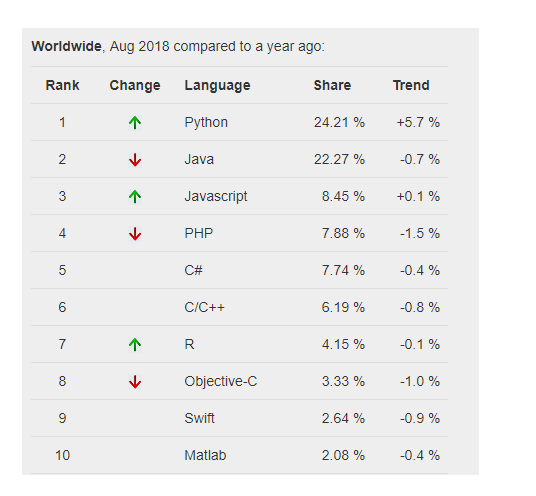 Worldwide, Aug 2018 compared to a year ago:
Rank Change Language Share Trend
1 Python 24.21 % +5.7 %
2 Java 22.27 % -0.7 %
3 Javascript 8.45 % +0.1 %
4 PHP 7.88 % -1.5 %
5 C# 7.74 % -0.4 %
6 C/C++ 6.19 % -0.8 %
7 R 4.15 % -0.1 %
8 Objective-C 3.33 % -1.0 %
9 Swift 2.64 % -0.9 %
10 Matlab 2.08 % -0.4 %